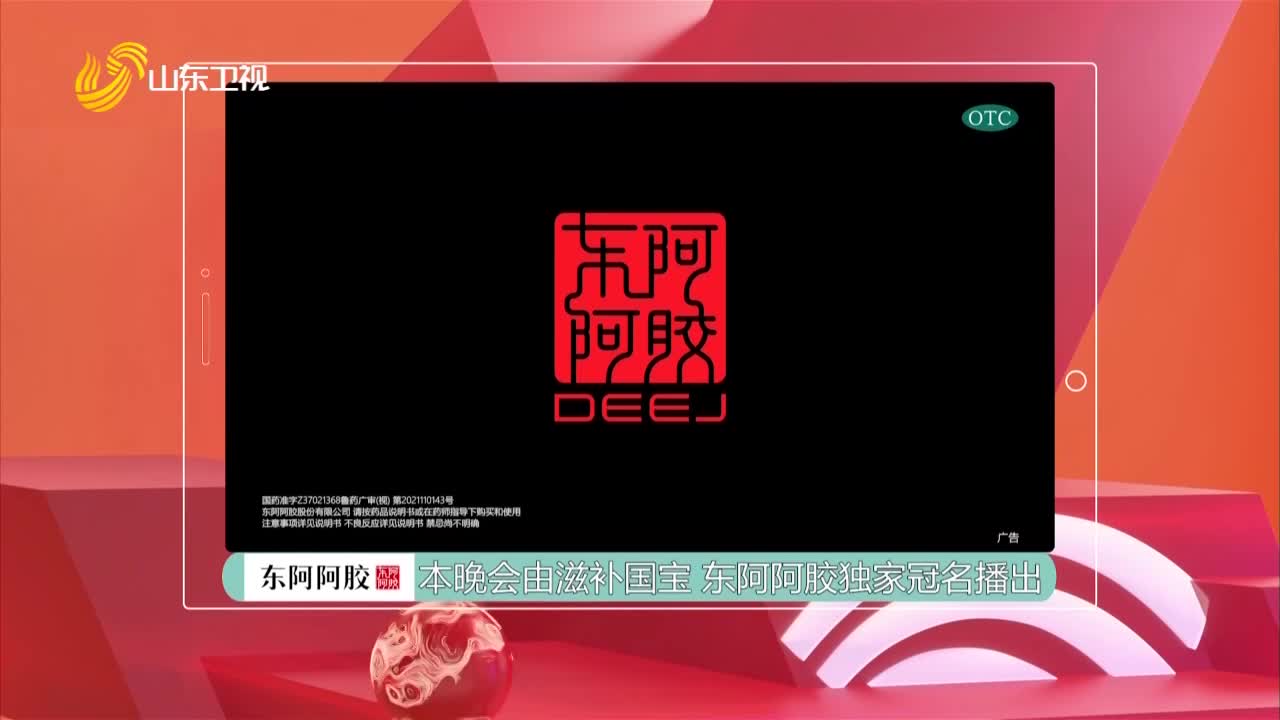 山东卫视
OTC
东阿
阿胶
DEEJ
国药准字Z37021368鲁药广审(视) 第2021110143号
东阿阿胶股份有限公司 请按药品说明书或在药师指导下购买和使用
注意事项详见说明书 不良反应详见说明书 禁忌尚不明确
广告
东阿阿胶 东阿阿胶 本晚会由滋补国宝 东阿阿胶独家冠名播出